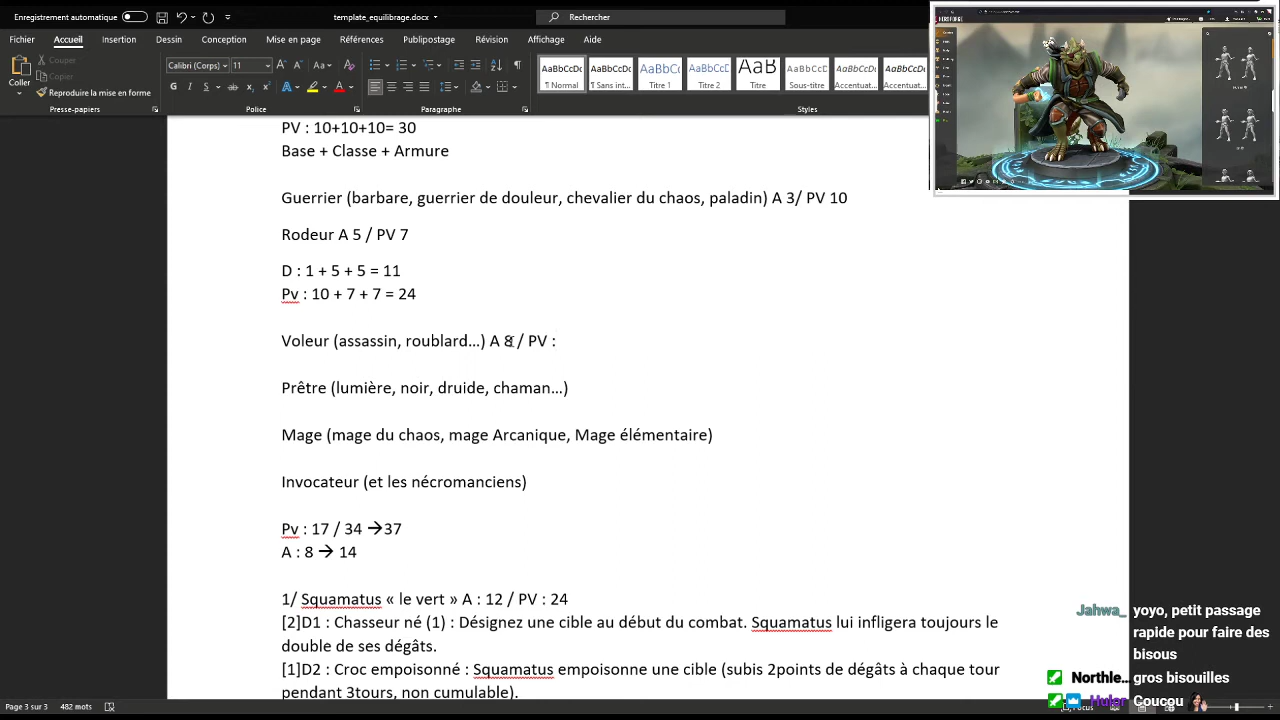 Enregistrement automatique
template_equilibrage.docx
Rechercher
Fichier Accueil Insertion Dessin Conception Mise en page Références Publipostage Révision Affichage Aide
Coller
Couper
Copier
Reproduire la mise en forme
Presse-papiers
Calibri (Corps) 11
Police
Paragraphe
AaBbCcDc AaBbCcDc AaBbCc AaBbCcD AaB AaBbCcD AaBbCcDc AaBbCcDc
¶ Normal ¶ Sans int... Titre 1 Titre 2 Titre Sous-titre Accentuat... Accentuat...
Styles
PV : 10+10+10= 30
Base + Classe + Armure
Guerrier (barbare, guerrier de douleur, chevalier du chaos, paladin) A 3/ PV 10
Rodeur A 5 / PV 7
D : 1 + 5 + 5 = 11
Pv : 10 + 7 + 7 = 24
Voleur (assassin, roublard...) A 8 / PV :
Prêtre (lumière, noir, druide, chaman...)
Mage (mage du chaos, mage Arcanique, Mage élémentaire)
Invocateur (et les nécromanciens)
Pv : 17 / 34 →37
A : 8 → 14
1/ Squamatus « le vert » A : 12 / PV : 24
[2]D1 : Chasseur né (1) : Désignez une cible au début du combat. Squamatus lui infligera toujours le
double de ses dégâts.
[1]D2 : Croc empoisonné : Squamatus empoisonne une cible (subis 2points de dégâts à chaque tour
pendant 3tours, non cumulable).
Jahwa_ yoyo, petit passage
rapide pour faire des
bisous
Northle... gros bisouilles
Hulor Coucou
Page 3 sur 3 482 mots
Focus